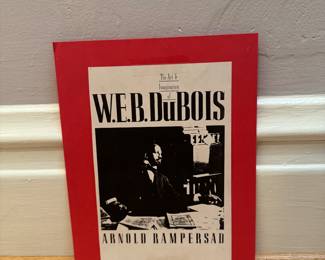 The Art &
Imagination
of
W.E.B. DuBOIS
ARNOLD RAMPERSAD